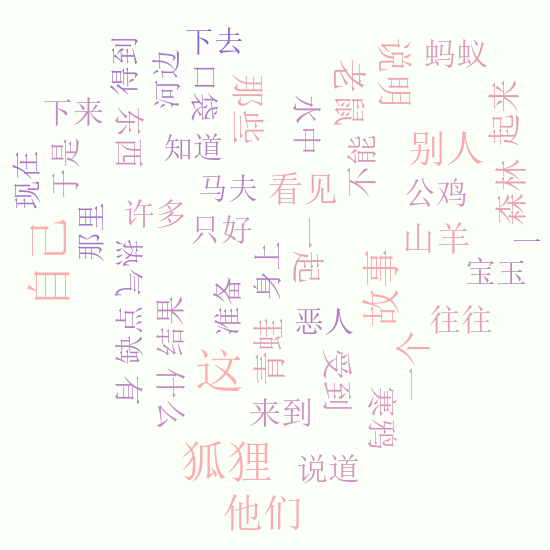 下去
得到
河边
口袋
那些
老鼠
说明
蚂蚁
下来
东西
知道
水中
不能
别人
起来
现在
于是
那里
许多
马夫
只好
看见
公鸡
森林
山羊
一
宝玉
自己
热气
身上
一起
故事
往往
缺点
结果
准备
青蛙
恶人
一个
有
什么
这
来到
受到
寒鸦
狐狸
说道
他们